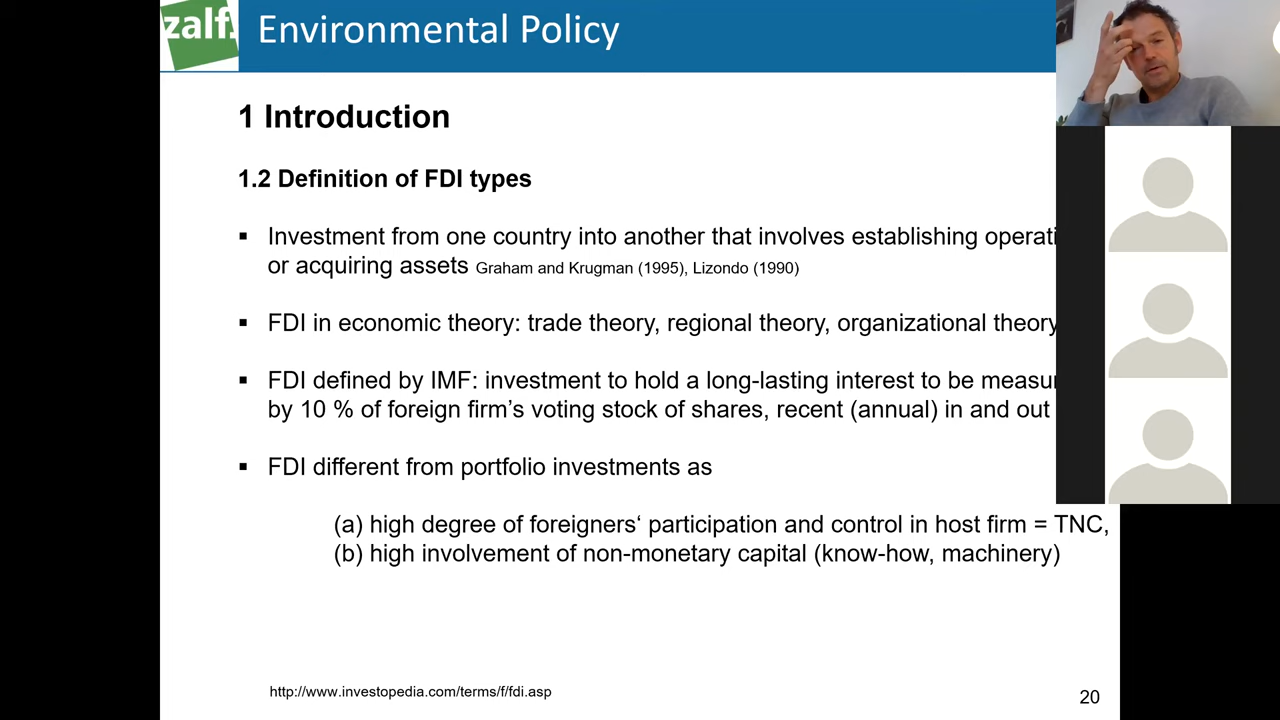 zalf.
Environmental Policy
1 Introduction
1.2 Definition of FDI types
▪ Investment from one country into another that involves establishing
or acquiring assets Graham and Krugman (1995), Lizondo (1990)
▪ FDI in economic theory: trade theory, regional theory, organizational theory
▪ FDI defined by IMF: investment to hold a long-lasting interest to be
by 10 % of foreign firm’s voting stock of shares, recent (annual) in and out
▪ FDI different from portfolio investments as
(a) high degree of foreigners‘ participation and control in host firm = TNC,
(b) high involvement of non-monetary capital (know-how, machinery)
http://www.investopedia.com/terms/f/fdi.asp
20